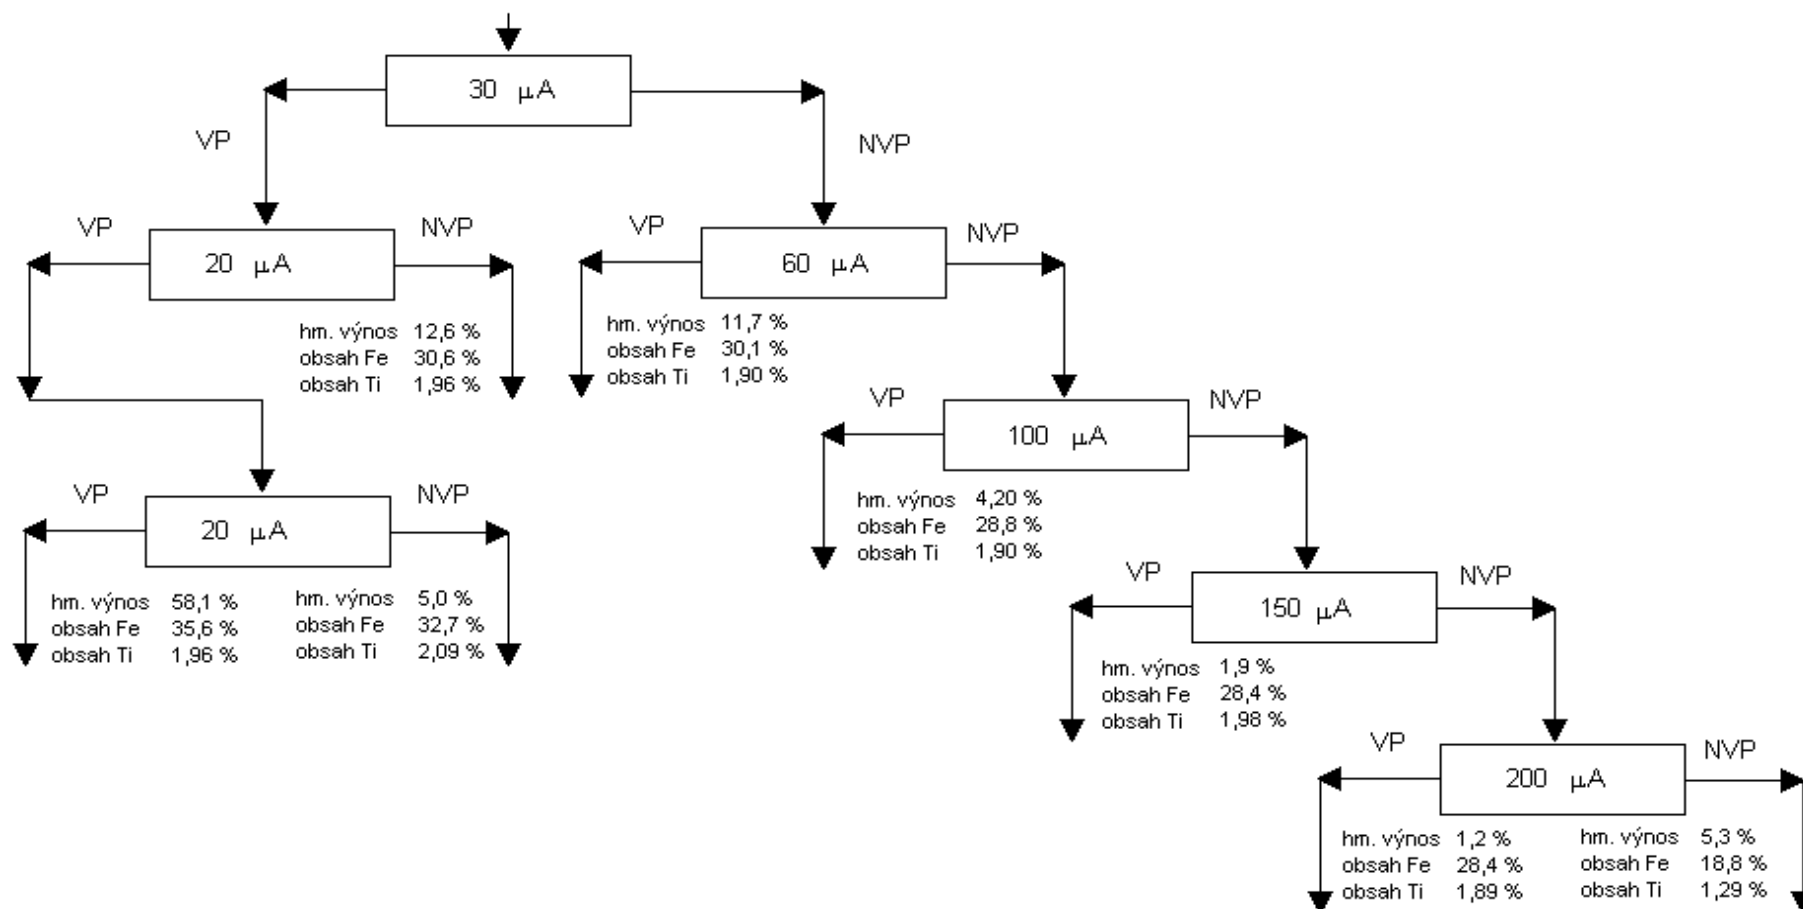 30 μA
VP
NVP
VP
20 μA
NVP
VP
60 μA
NVP
hm. výnos 12,6 %
obsah Fe 30,6 %
obsah Ti 1,96 %
hm. výnos 11,7 %
obsah Fe 30,1 %
obsah Ti 1,90 %
VP
100 μA
NVP
VP
20 μA
NVP
hm. výnos 4,20 %
obsah Fe 28,8 %
obsah Ti 1,90 %
hm. výnos 58,1 %
obsah Fe 35,6 %
obsah Ti 1,96 %
hm. výnos 5,0 %
obsah Fe 32,7 %
obsah Ti 2,09 %
VP
150 μA
NVP
hm. výnos 1,9 %
obsah Fe 28,4 %
obsah Ti 1,98 %
VP
200 μA
NVP
hm. výnos 1,2 %
obsah Fe 28,4 %
obsah Ti 1,89 %
hm. výnos 5,3 %
obsah Fe 18,8 %
obsah Ti 1,29 %